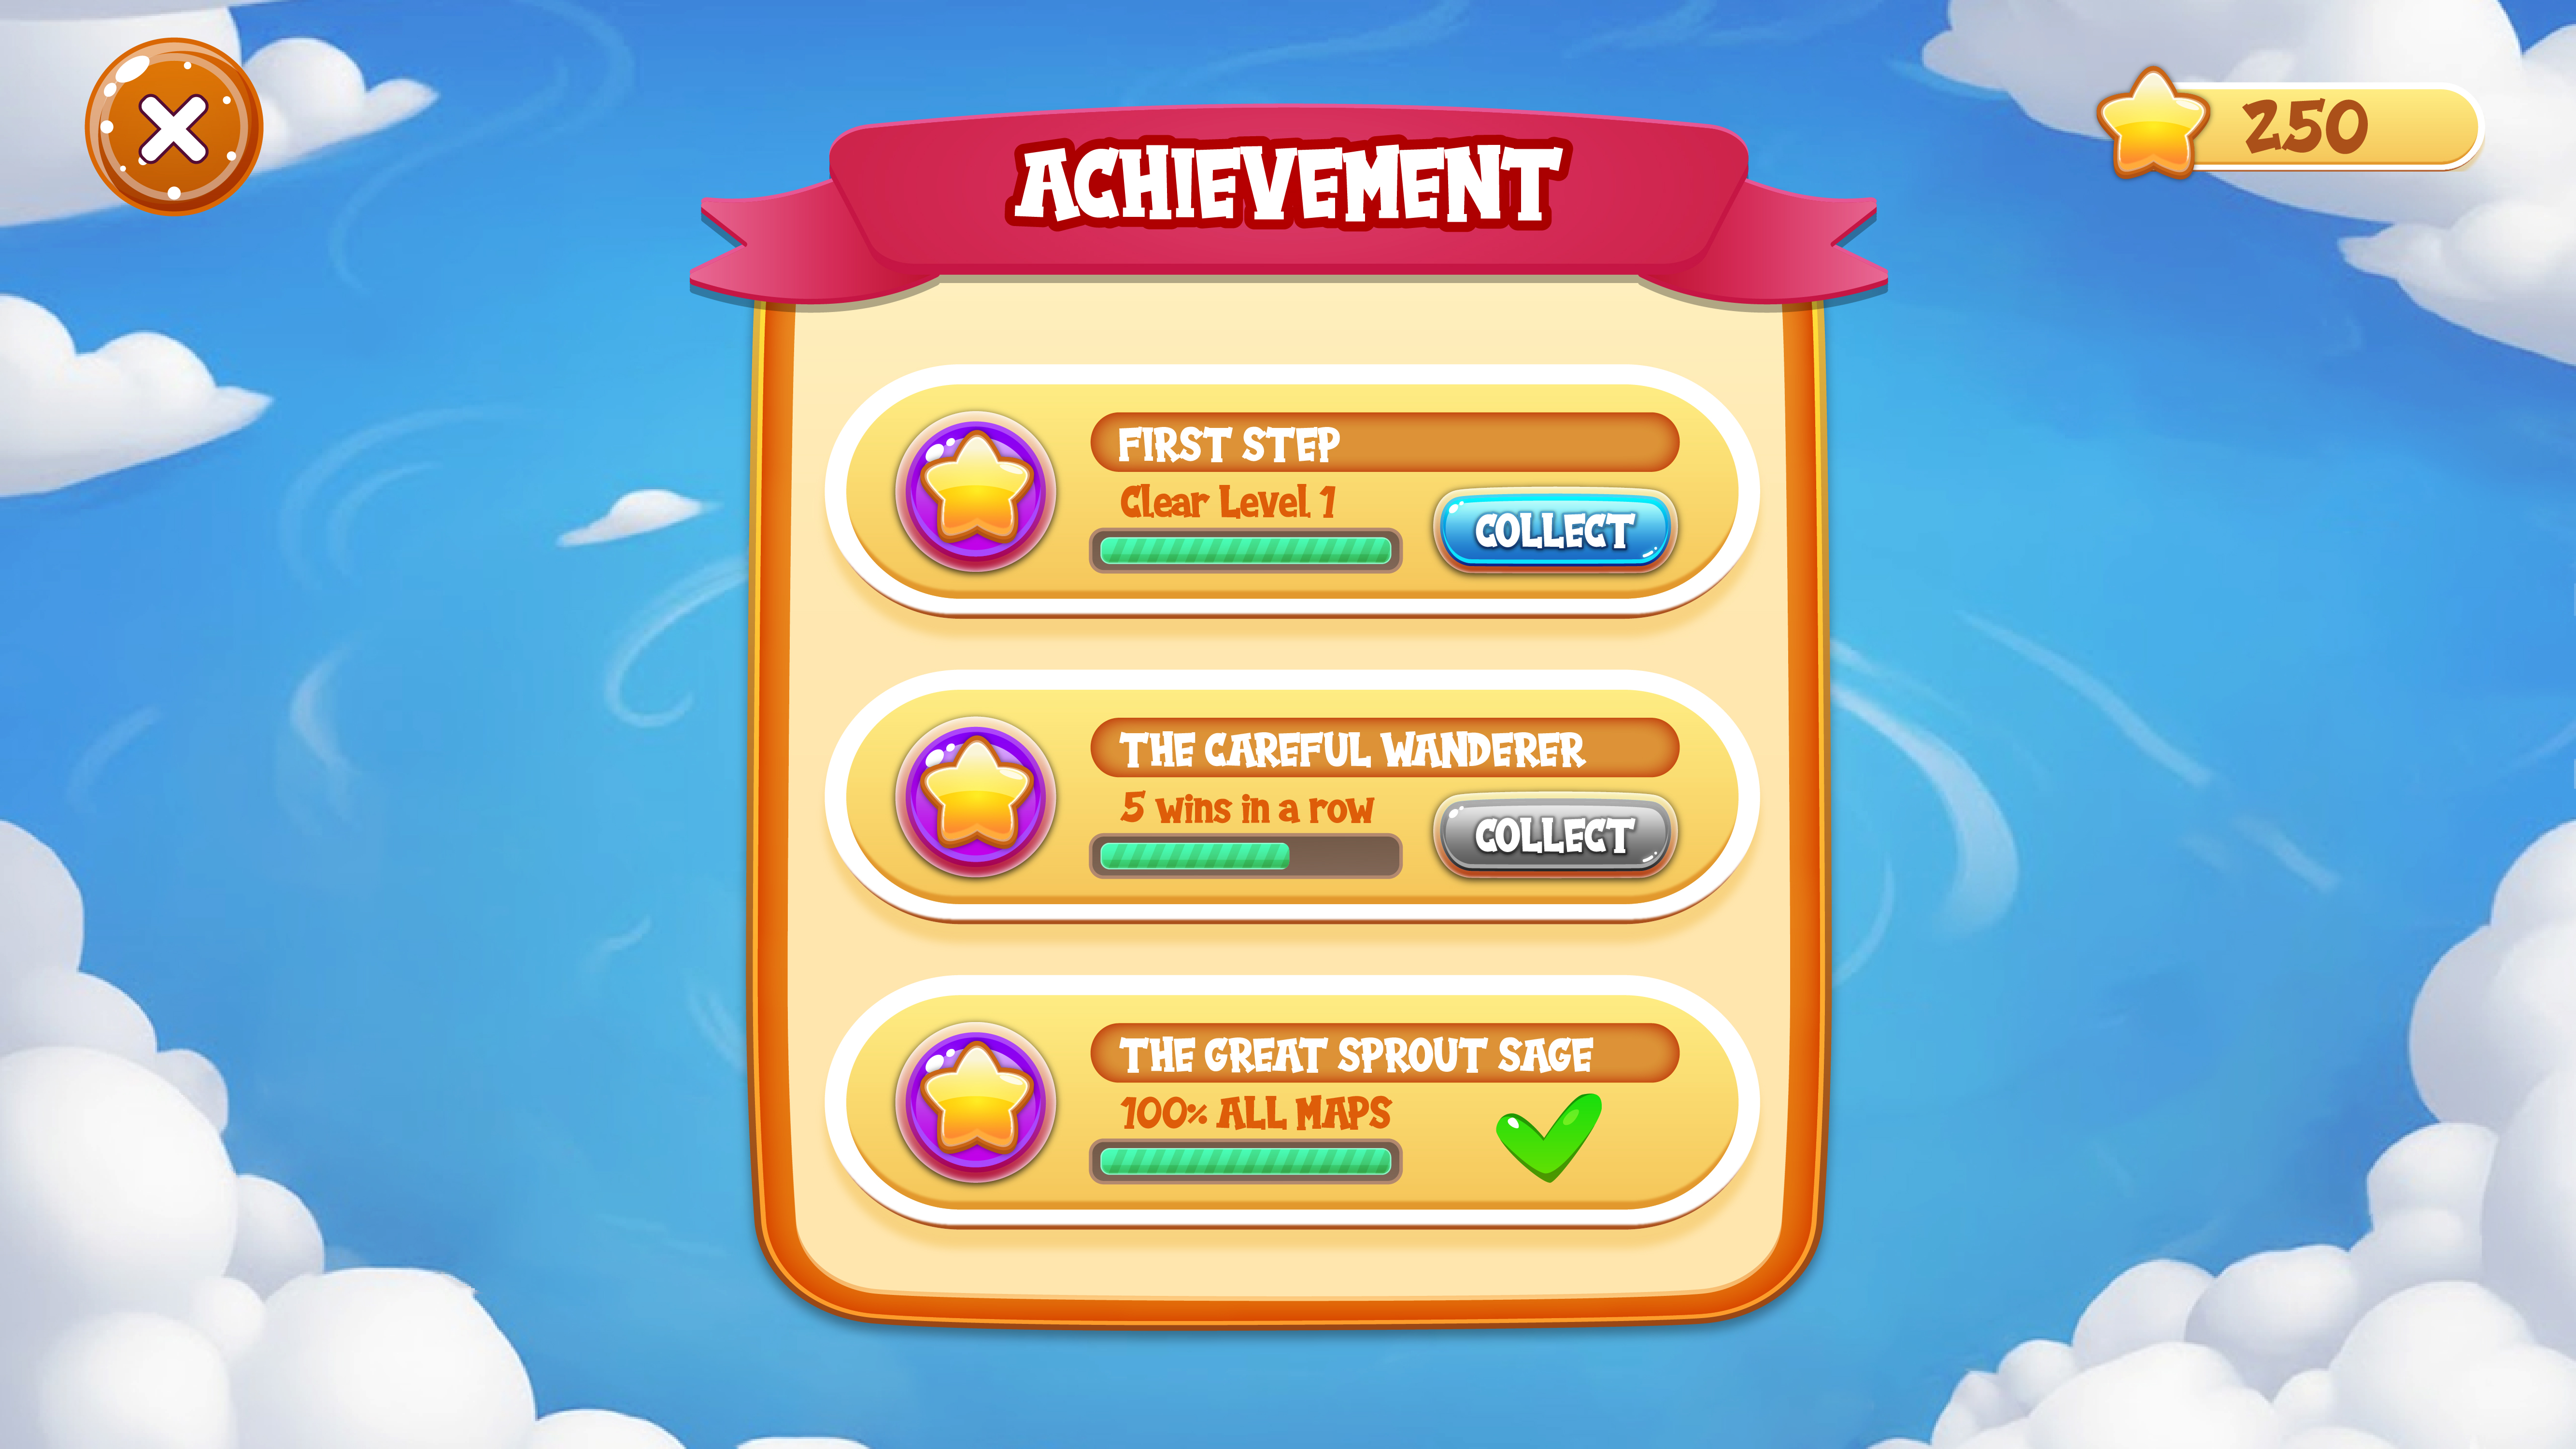 ACHIEVEMENT
250
FIRST STEP
Clear Level 1
COLLECT
THE CAREFUL WANDERER
5 wins in a row
COLLECT
THE GREAT SPROUT SAGE
100% ALL MAPS